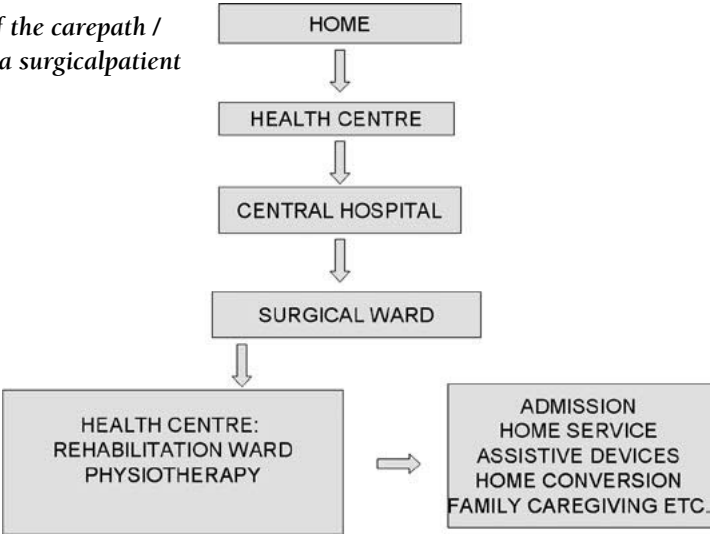 the carepath /
a surgicalpatient
HOME
HEALTH CENTRE
CENTRAL HOSPITAL
SURGICAL WARD
HEALTH CENTRE:
REHABILITATION WARD
PHYSIOTHERAPY
ADMISSION
HOME SERVICE
ASSISTIVE DEVICES
HOME CONVERSION
FAMILY CAREGIVING ETC.